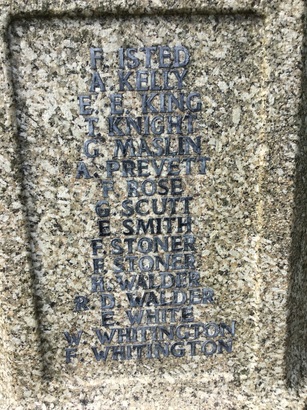 F. ISTED
A. KELLY
E. E. KING
T. KNIGHT
G. MASLIN
A. PREVETT
T. ROSE
G. SCUTT
E. SMITH
F. STONER
F. STONER
H. WALDER
R. D. WALDER
E. WHITE
W. WHITINGTON
F. WHITINGTON